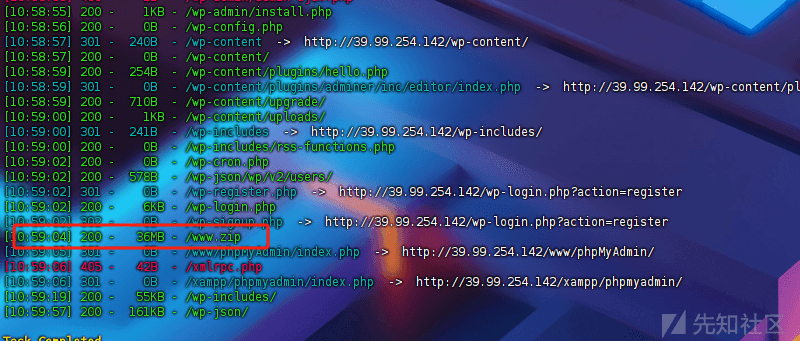 [10:58:55] 200 -    1KB - /wp-admin/install.php
[10:58:56] 200 -    0B  - /wp-config.php
[10:58:57] 301 -  240B  - /wp-content  ->  http://39.99.254.142/wp-content/
[10:58:57] 200 -    0B  - /wp-content/
[10:58:59] 200 -  254B  - /wp-content/plugins/hello.php
[10:58:59] 301 -    0B  - /wp-content/plugins/adminer/inc/editor/index.php  ->  http://39.99.254.142/wp-content/pl
[10:58:59] 200 -  710B  - /wp-content/upgrade/
[10:59:00] 200 -    1KB - /wp-content/uploads/
[10:59:00] 301 -  241B  - /wp-includes  ->  http://39.99.254.142/wp-includes/
[10:59:02] 200 -    0B  - /wp-includes/rss-functions.php
[10:59:02] 200 -    0B  - /wp-cron.php
[10:59:02] 200 -  578B  - /wp-json/wp/v2/users/
[10:59:02] 301 -    0B  - /wp-register.php  ->  http://39.99.254.142/wp-login.php?action=register
[10:59:02] 200 -    6KB - /wp-login.php
[10:59:02] 302 -    0B  - /wp-signup.php  ->  http://39.99.254.142/wp-login.php?action=register
[10:59:04] 200 -   36MB - /www.zip
[10:59:05] 301 -    0B  - /www/phpMyAdmin/index.php  ->  http://39.99.254.142/www/phpMyAdmin/
[10:59:06] 405 -   42B  - /xmlrpc.php
[10:59:06] 301 -    0B  - /xampp/phpmyadmin/index.php  ->  http://39.99.254.142/xampp/phpmyadmin/
[10:59:19] 200 -   55KB - /wp-includes/
[10:59:57] 200 -  161KB - /wp-json/
Task Completed
先知社区